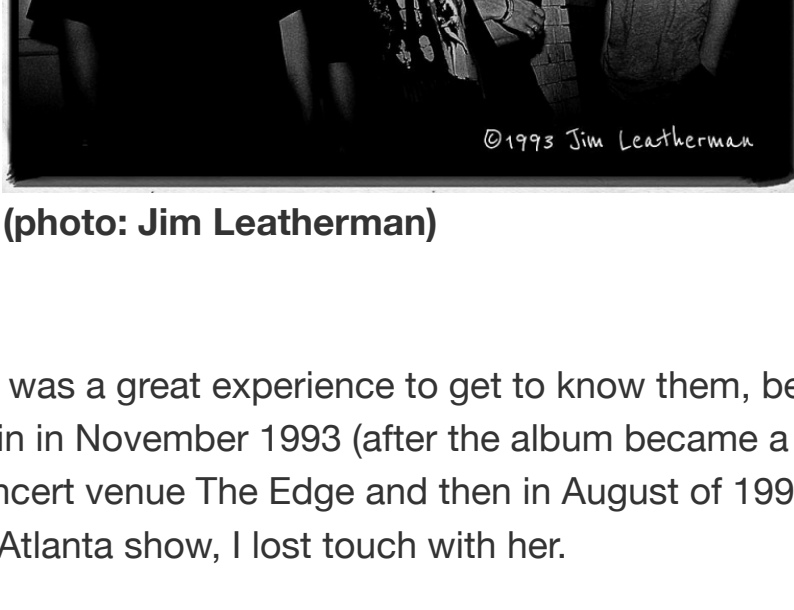 ©1993 Jim Leatherman
(photo: Jim Leatherman)
was a great experience to get to know them, be
in in November 1993 (after the album became a
ncert venue The Edge and then in August of 199
Atlanta show, I lost touch with her.